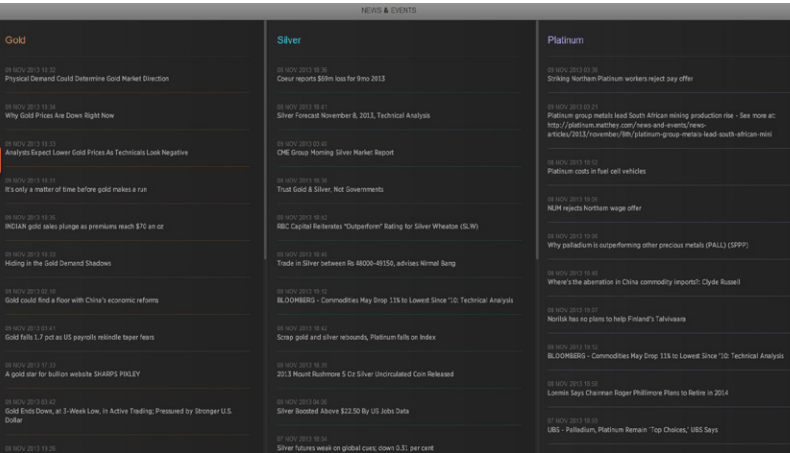 NEWS & EVENTS
Gold
Physical Demand Could Determine Gold Market Direction
Why Gold Prices Are Down Right Now
Analysts Expect Lower Gold Prices As Technicals Look Negative
It's only a matter of time before gold makes a run
INDIAN gold sales plunge as premiums reach $70 an oz
Hiding in the Gold Demand Shadows
Gold could find a floor with China's economic reforms
Gold falls 1.7 pct as US payrolls rekindle taper fears
A gold star for bullion website SHARPS PIXLEY
Gold Ends Down, at 3-Week Low, in Active Trading; Pressured by Stronger U.S.
Dollar
Silver
Coeur reports $69m loss for 9mo 2013
Silver Forecast November 8, 2013, Technical Analysis
CME Group Morning Silver Market Report
Trust Gold & Silver, Not Governments
RBC Capital Reiterates "Outperform" Rating for Silver Wheaton (SLW)
Trade in Silver between Rs 48000-49150, advises Nirmal Bang
BLOOMBERG - Commodities May Drop 11% to Lowest Since '10: Technical Analysis
Scrap gold and silver rebounds, Platinum falls on Index
2013 Mount Rushmore 5 Oz Silver Uncirculated Coin Released
Silver Boosted Above $22.50 By US Jobs Data
Silver futures weak on global cues; down 0.31 per cent
Platinum
Striking Northam Platinum workers reject pay offer
Platinum group metals lead South African mining production rise - See more at:
http://platinum.matthey.com/news-and-events/news-
articles/2013/november/8th/platinum-group-metals-lead-south-african-mini
Platinum costs in fuel cell vehicles
NUM rejects Northam wage offer
Why palladium is outperforming other precious metals (PALL) (SPPP)
Where's the aberration in China commodity imports?: Clyde Russell
Norilsk has no plans to help Finland's Talvivaara
BLOOMBERG - Commodities May Drop 11% to Lowest Since '10: Technical Analysis
Lonmin Says Chairman Roger Phillimore Plans to Retire in 2014
UBS - Palladium, Platinum Remain 'Top Choices,' UBS Says